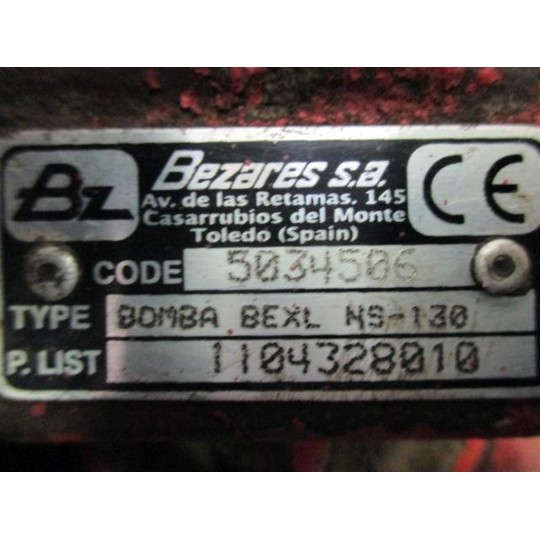 Bz
Bezares s.a.
Av. de las Retamas. 145
Casarrubios del Monte
Toledo (Spain)
CE
CODE 5034506
TYPE BOMBA BEXL NS-130
P. LIST 1104328010